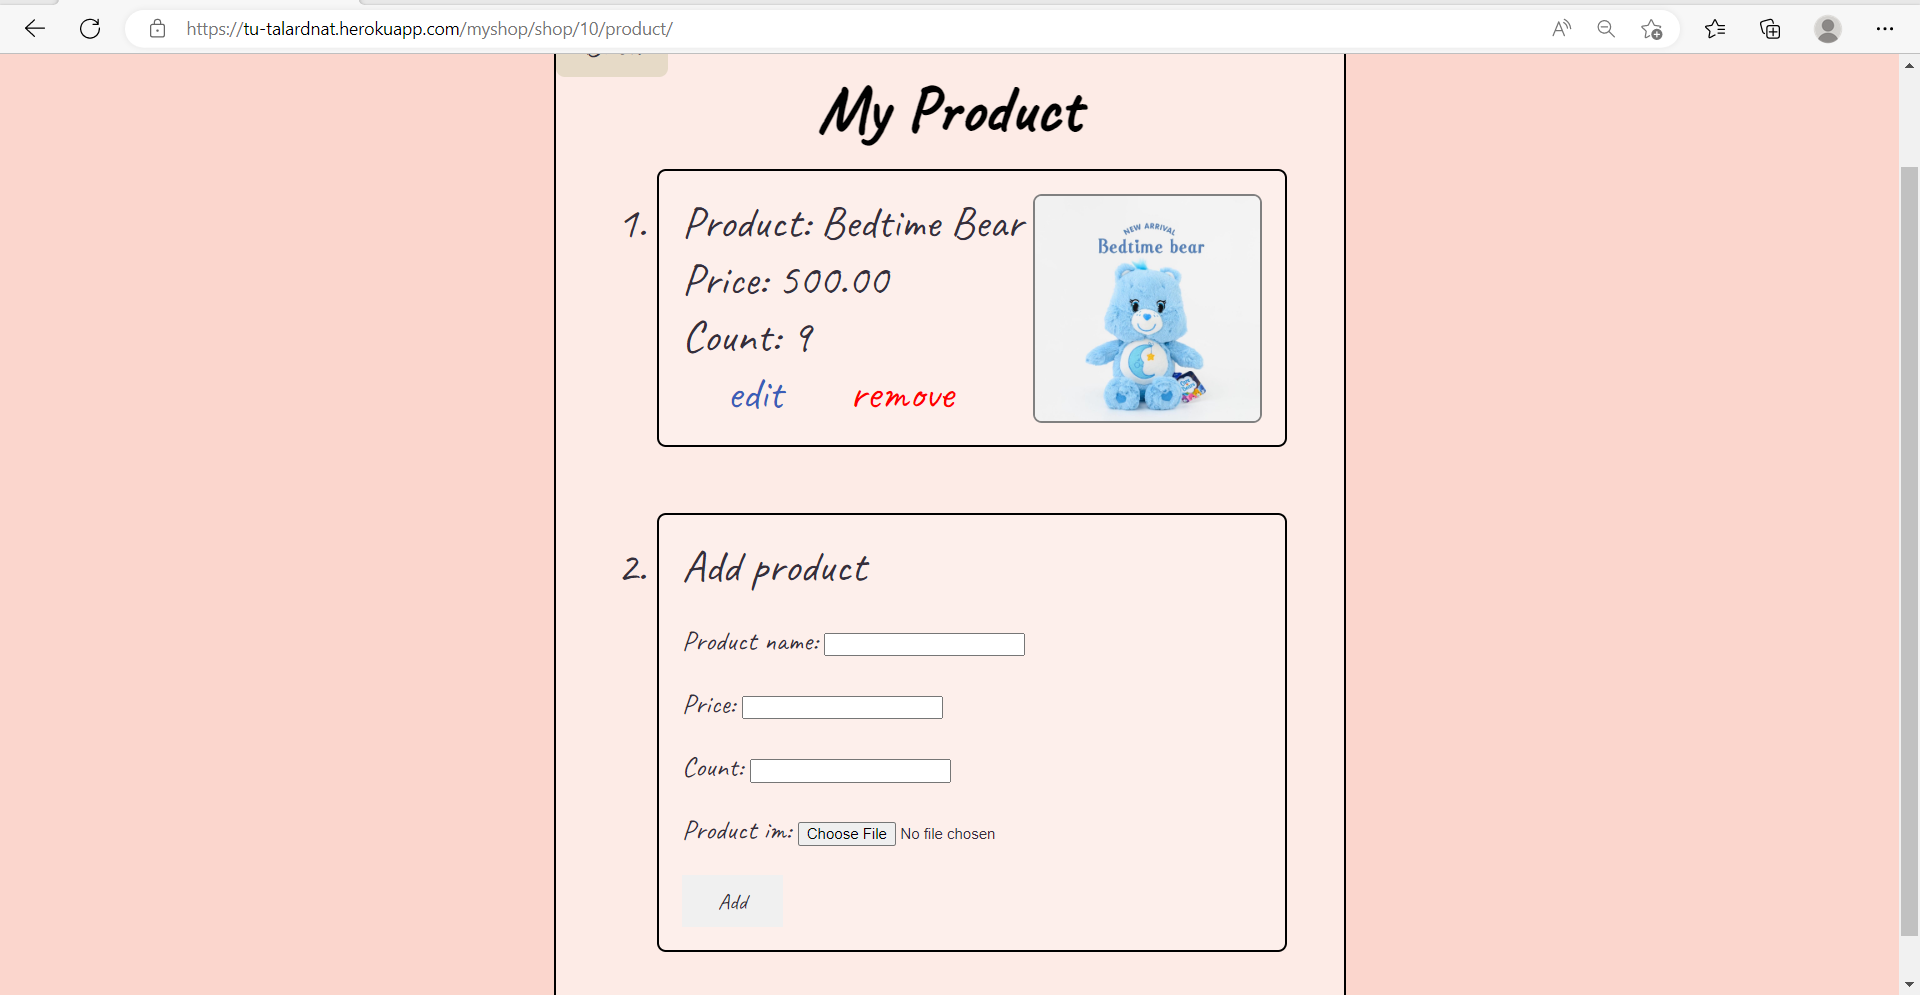 https://tu-talardnat.herokuapp.com/myshop/shop/10/product/
My Product
1.
Product: Bedtime Bear
Price: 500.00
Count: 9
edit remove
NEW ARRIVAL
Bedtime bear
2.
Add product
Product name:
Price:
Count:
Product im: Choose File No file chosen
Add